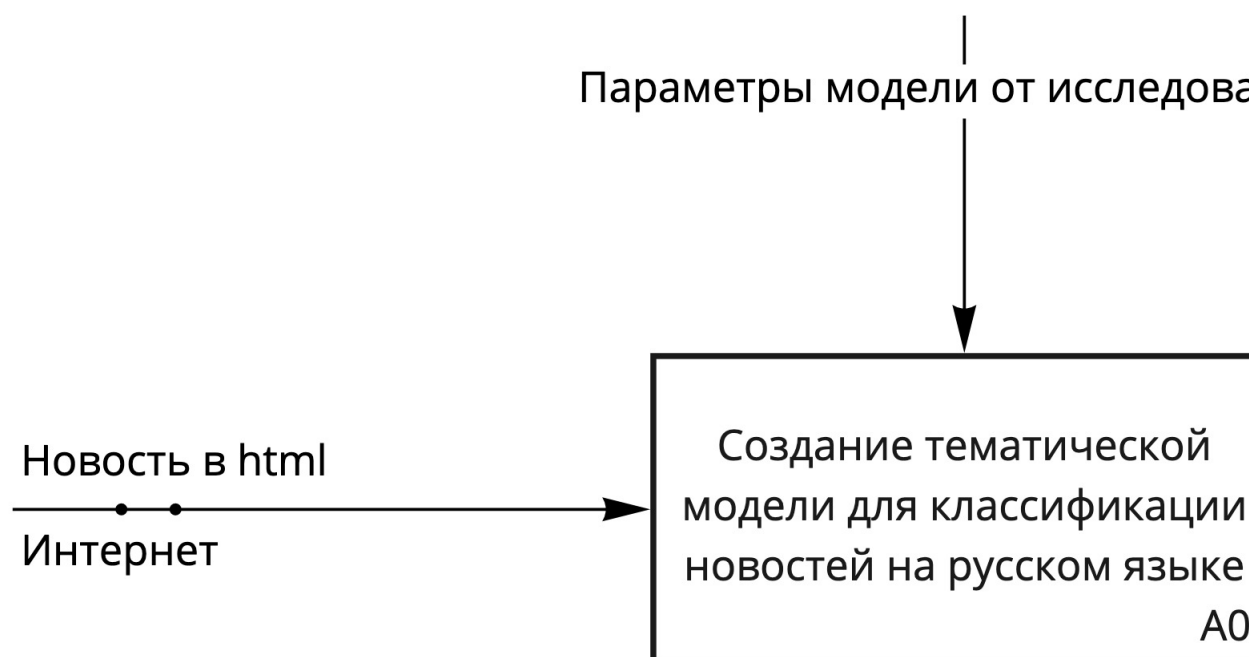 Параметры модели от исследова
Новость в html
Интернет
Создание тематической
модели для классификации
новостей на русском языке
A0